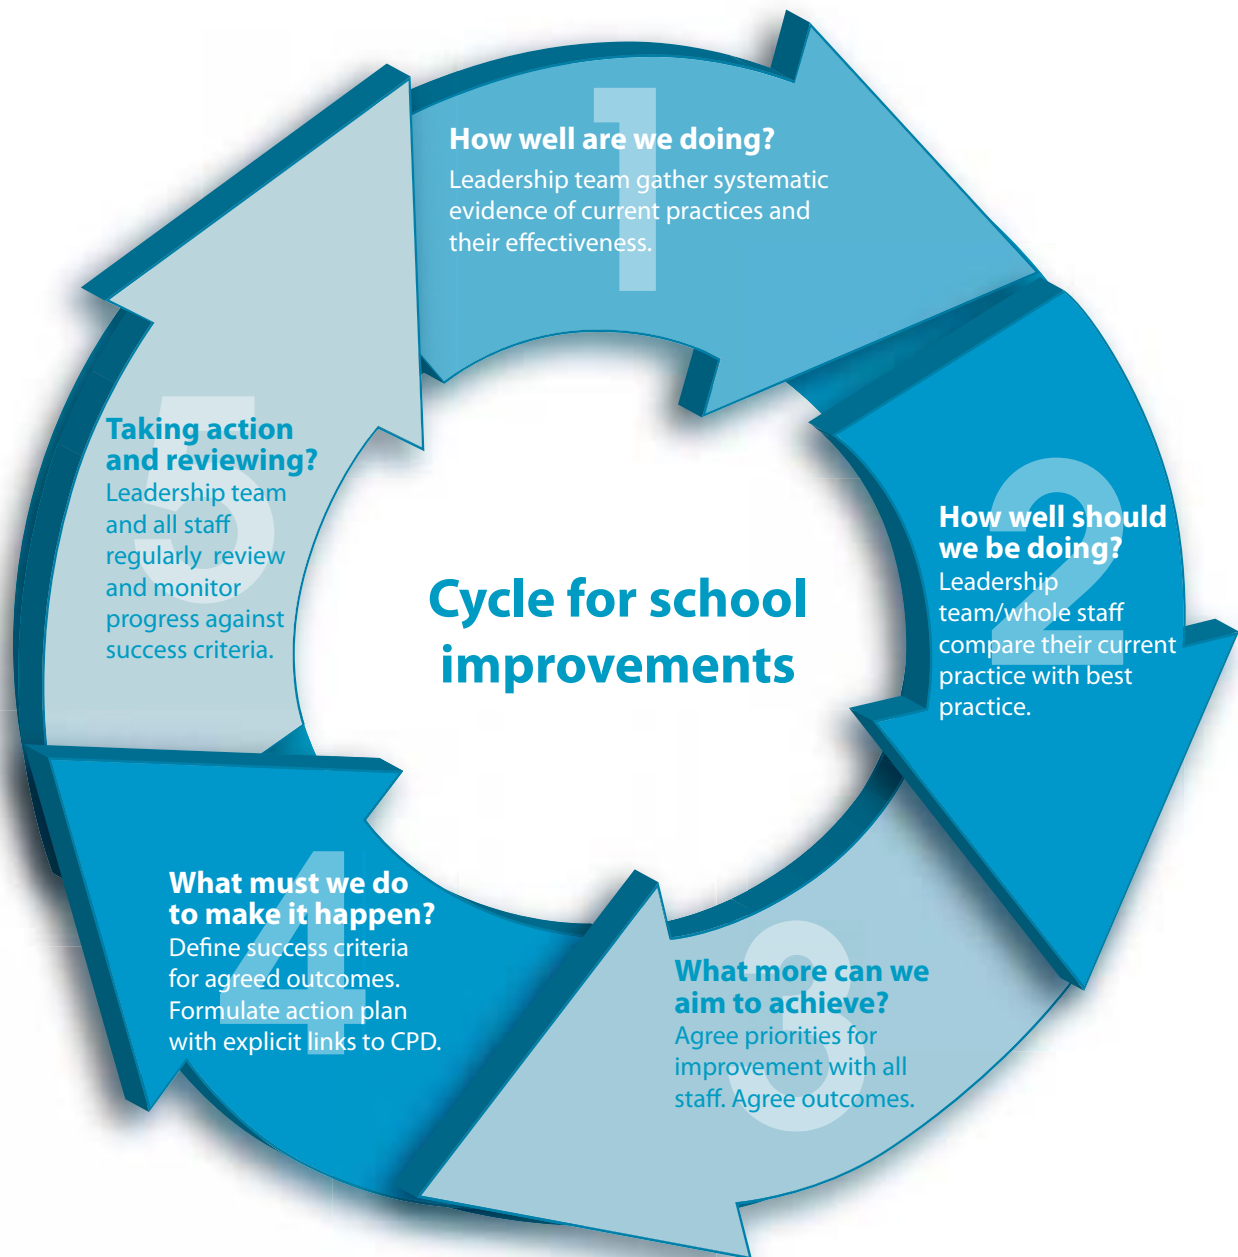 1
How well are we doing?
Leadership team gather systematic
evidence of current practices and
their effectiveness.
2
How well should
we be doing?
Leadership
team/whole staff
compare their current
practice with best
practice.
3
What more can we
aim to achieve?
Agree priorities for
improvement with all
staff. Agree outcomes.
4
What must we do
to make it happen?
Define success criteria
for agreed outcomes.
Formulate action plan
with explicit links to CPD.
5
Taking action
and reviewing?
Leadership team
and all staff
regularly review
and monitor
progress against
success criteria.
Cycle for school
improvements